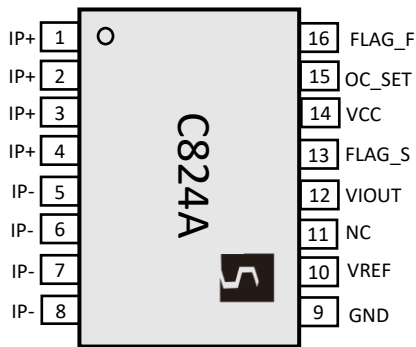 IP+ 1 16 FLAG_F
IP+ 2 15 OC_SET
IP+ 3 14 VCC
IP+ 4 13 FLAG_S
IP- 5 12 VIOUT
IP- 6 11 NC
IP- 7 10 VREF
IP- 8 9 GND
C824A